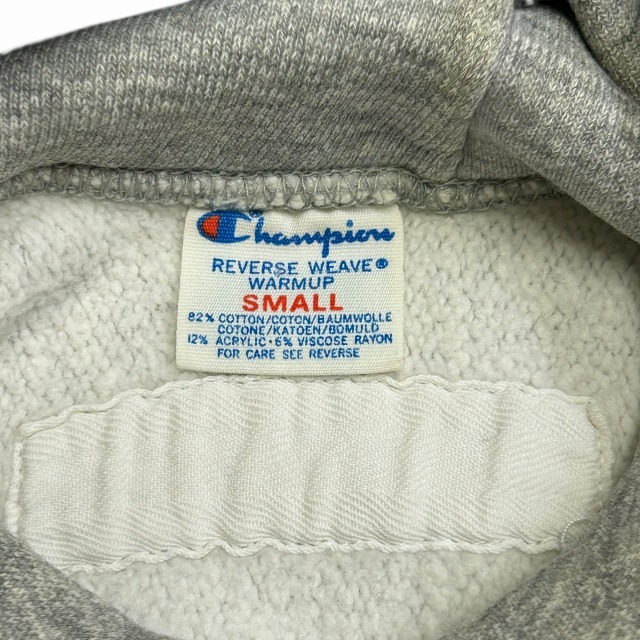 Champion
REVERSE WEAVE®
WARMUP
SMALL
82% COTTON/COTON/BAUMWOLLE
COTONE/KATOEN/BOMULD
12% ACRYLIC·6% VISCOSE RAYON
FOR CARE SEE REVERSE